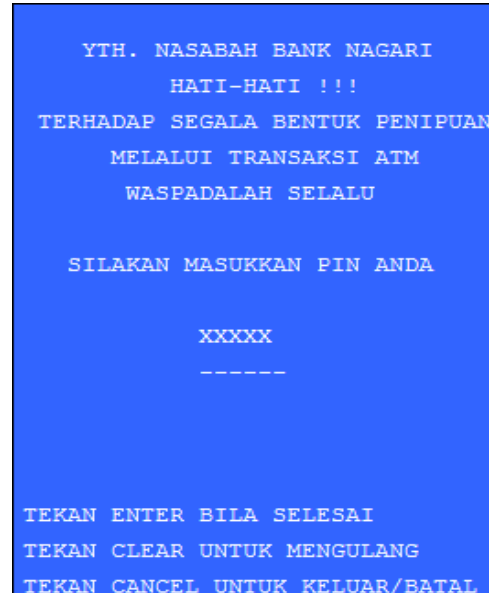 YTH. NASABAH BANK NAGARI
HATI-HATI !!!
TERHADAP SEGALA BENTUK PENIPUAN
MELALUI TRANSAKSI ATM
WASPADALAH SELALU
SILAKAN MASUKKAN PIN ANDA
XXXXX
------
TEKAN ENTER BILA SELESAI
TEKAN CLEAR UNTUK MENGULANG
TEKAN CANCEL UNTUK KELUAR/BATAL